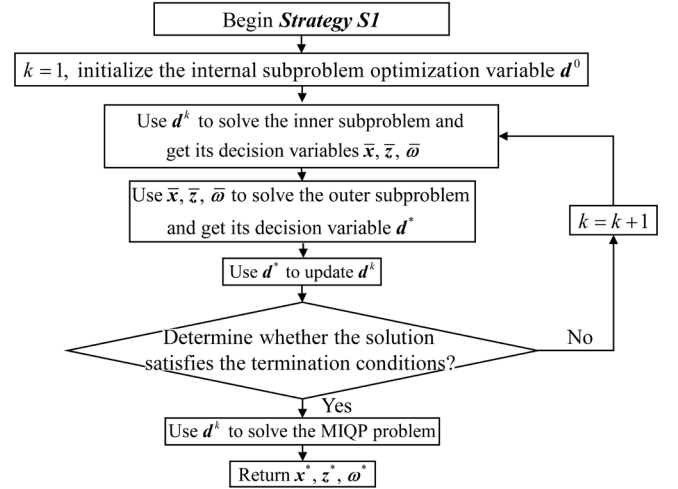 Begin Strategy S1
k = 1, initialize the internal subproblem optimization variable d⁰
Use dᵏ to solve the inner subproblem and
get its decision variables x̅, z̅, ω̅
Use x̅, z̅, ω̅ to solve the outer subproblem
and get its decision variable d*
k = k+1
Use d* to update dᵏ
Determine whether the solution
satisfies the termination conditions?
No
Yes
Use dᵏ to solve the MIQP problem
Return x*, z*, ω*